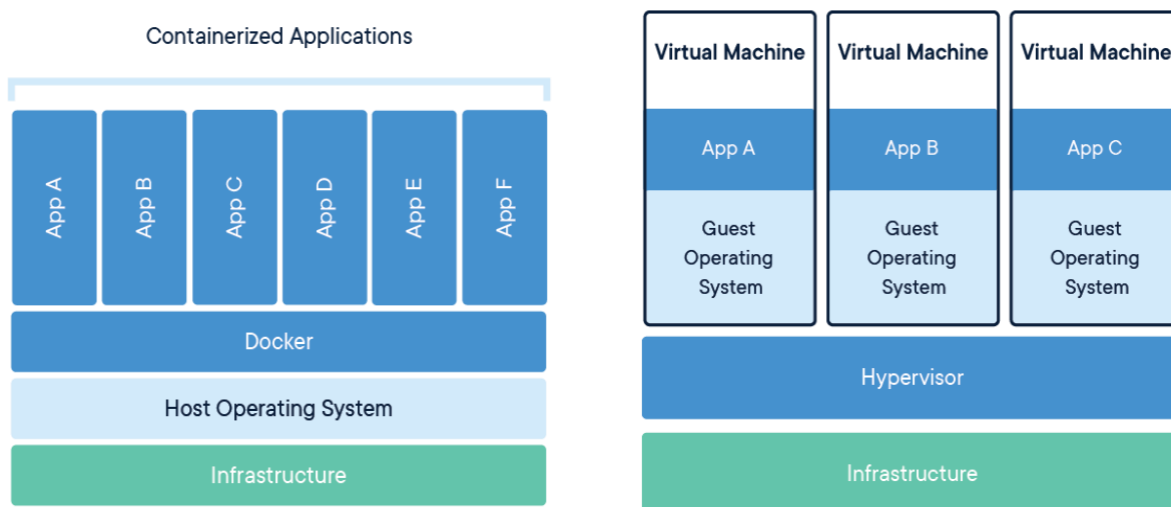 Containerized Applications
App A
App B
App C
App D
App E
App F
Docker
Host Operating System
Infrastructure
Virtual Machine
App A
Guest
Operating
System
Virtual Machine
App B
Guest
Operating
System
Virtual Machine
App C
Guest
Operating
System
Hypervisor
Infrastructure